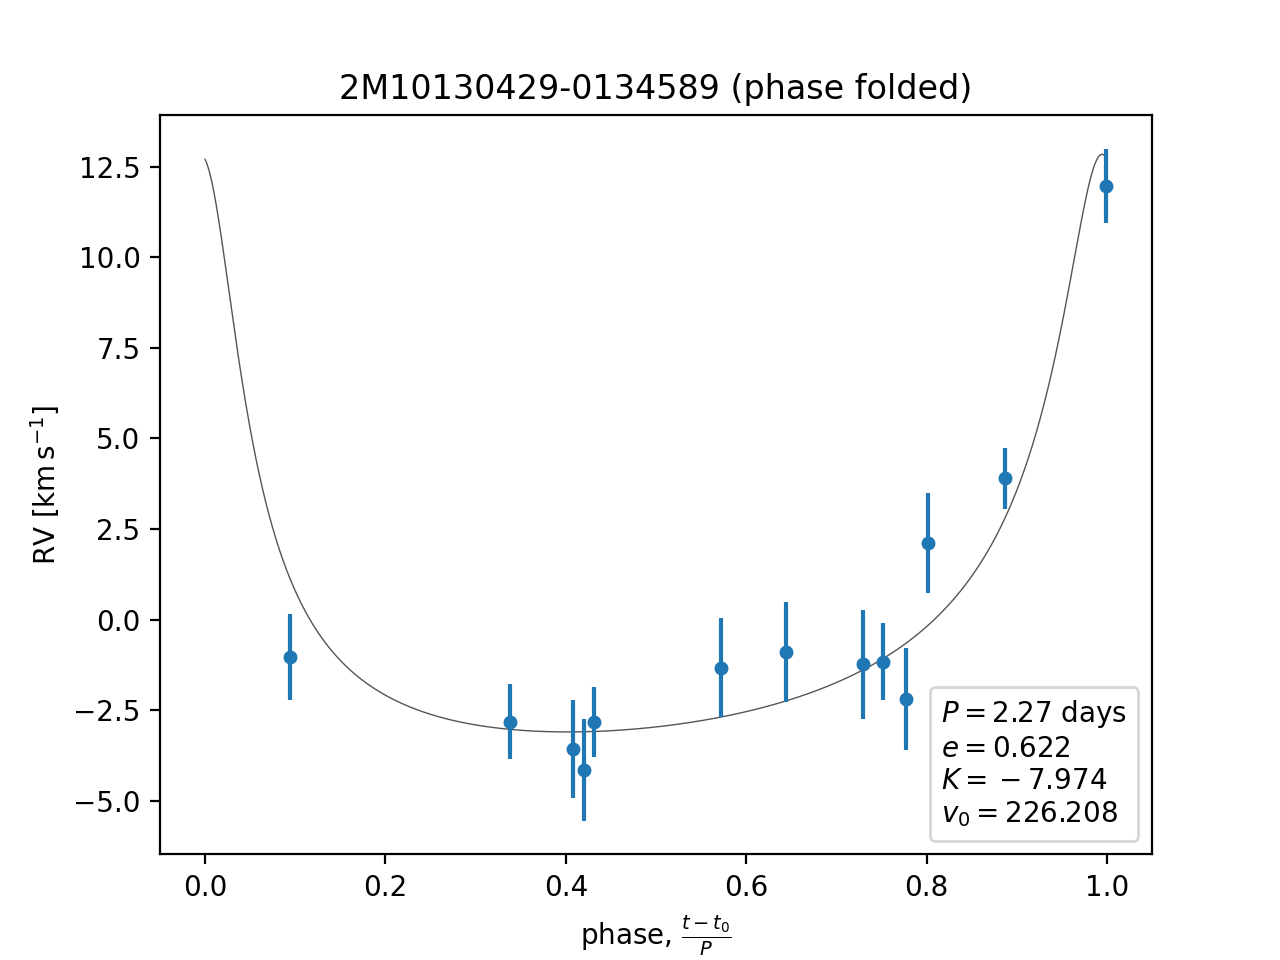 2M10130429-0134589 (phase folded)
12.5
10.0
7.5
5.0
2.5
0.0
−2.5
−5.0
RV [km s⁻¹]
P = 2.27 days
e = 0.622
K = − 7.974
v₀ = 226.208
0.0 0.2 0.4 0.6 0.8 1.0
phase, (t − t₀)/P